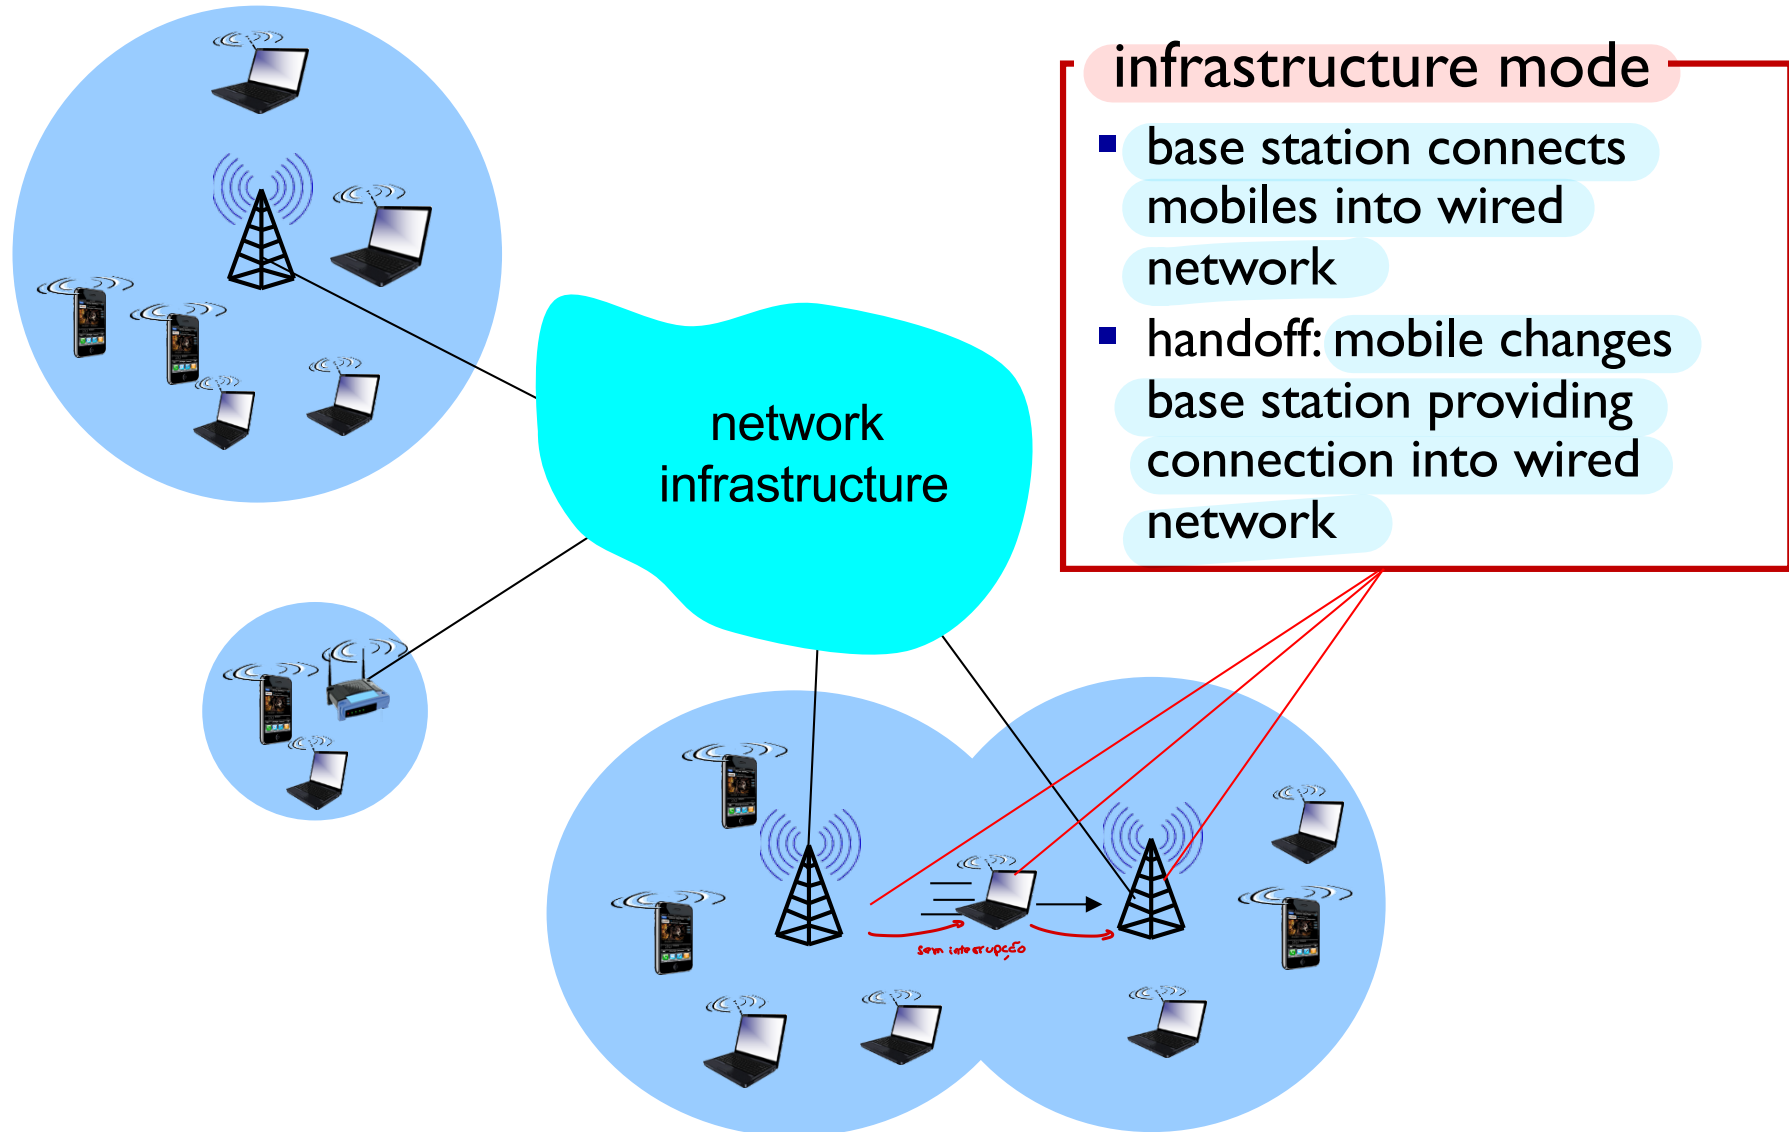 infrastructure mode
▪ base station connects
mobiles into wired
network
▪ handoff: mobile changes
base station providing
connection into wired
network
network
infrastructure
sem interrupção